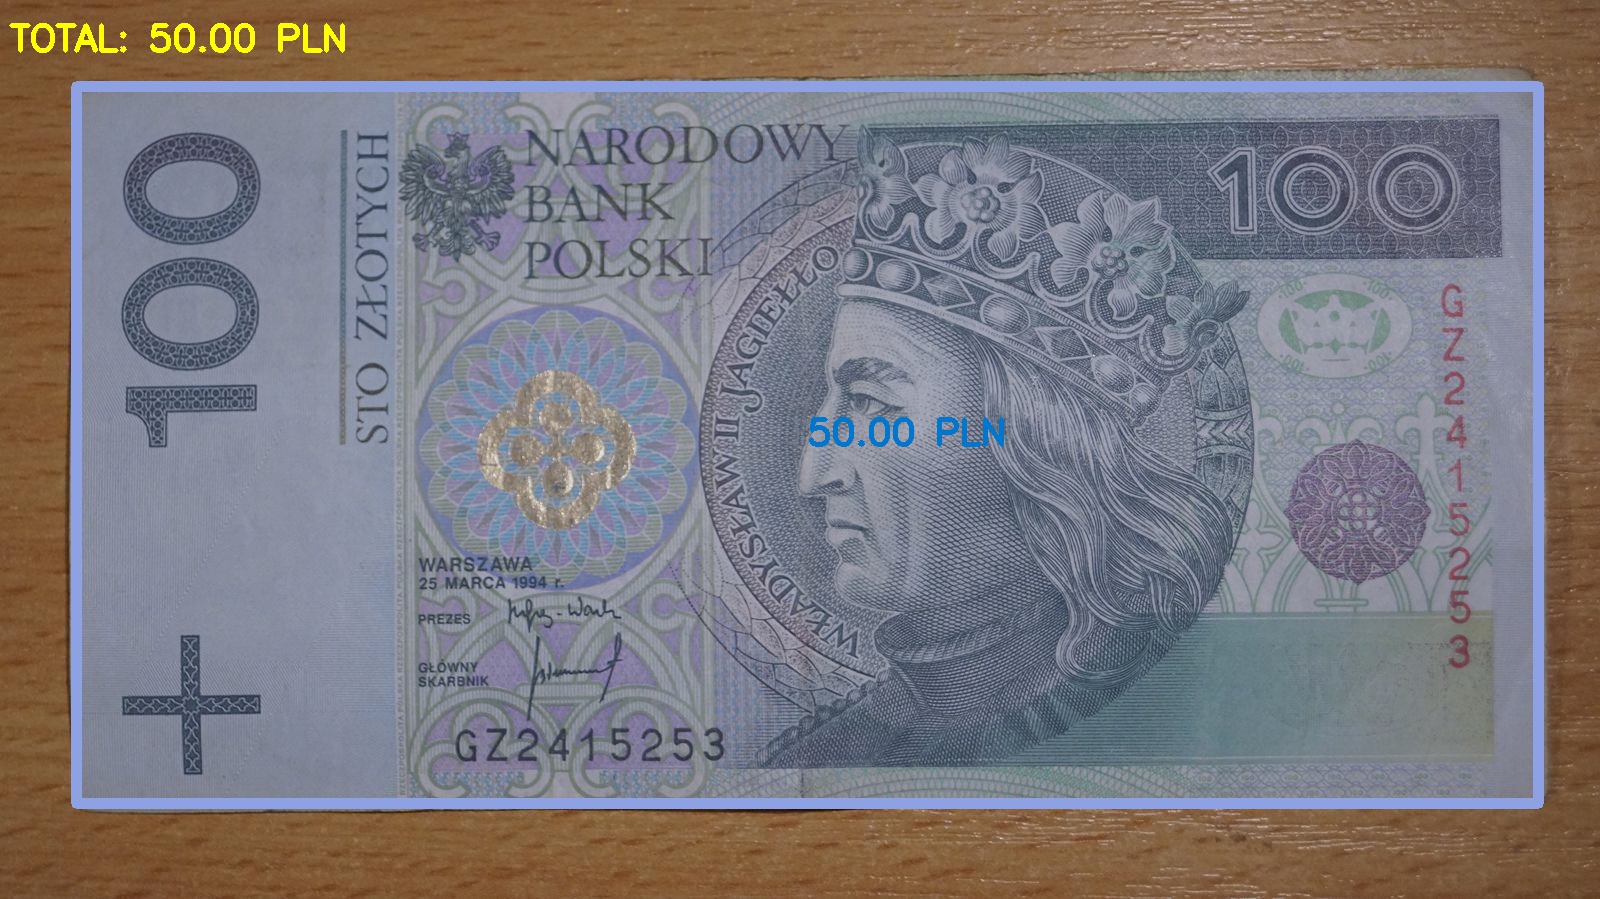 TOTAL: 50.00 PLN
100
STO ZŁOTYCH
NARODOWY
BANK
POLSKI
100
WŁADYSŁAW II JAGIEŁŁO
50.00 PLN
GZ2415253
WARSZAWA
25 MARCA 1994 r.
PREZES
GŁÓWNY
SKARBNIK
GZ2415253